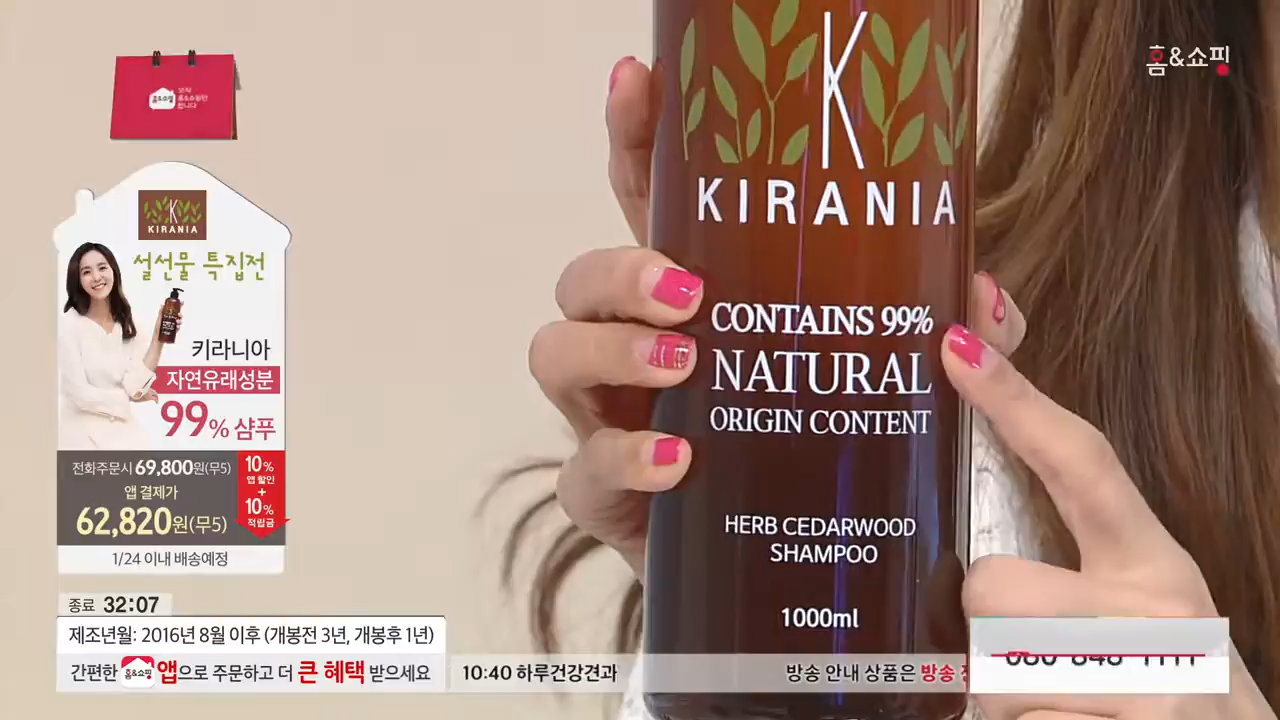 홈&쇼핑
홈&쇼핑
KIRANIA
설선물 특집전
키라니아
자연유래성분
99% 샴푸
전화주문시 69,800원(무5)
앱 결제가
62,820원(무5)
10%
앱 할인
+
10%
적립금
1/24 이내 배송예정
종료 32:07
제조년월: 2016년 8월 이후 (개봉전 3년, 개봉후 1년)
간편한 홈&쇼핑 앱으로 주문하고 더 큰 혜택 받으세요
10:40 하루건강견과
방송 안내 상품은 방송
K
KIRANIA
CONTAINS 99%
NATURAL
ORIGIN CONTENT
HERB CEDARWOOD
SHAMPOO
1000ml